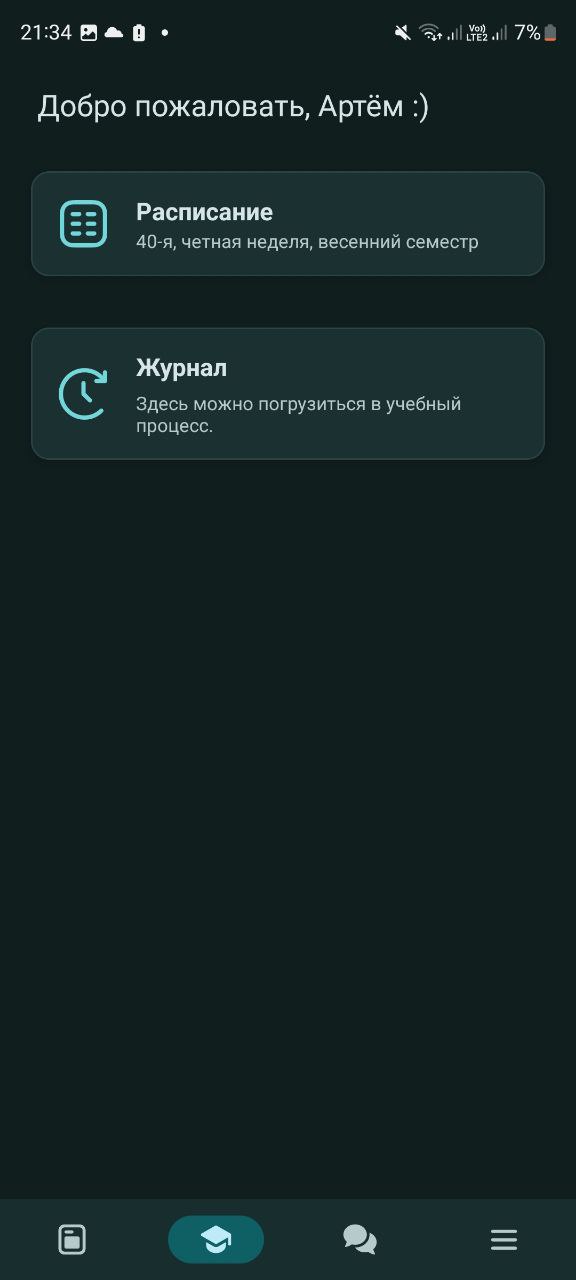 21:34
Vo)) LTE2
7%
Добро пожаловать, Артём :)
Расписание
40-я, четная неделя, весенний семестр
Журнал
Здесь можно погрузиться в учебный
процесс.